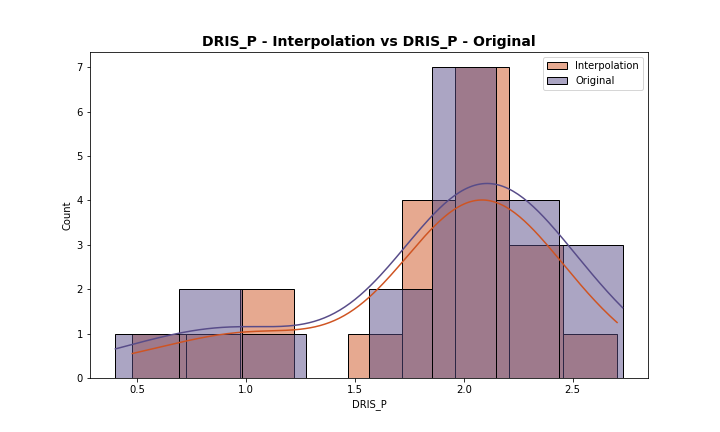 DRIS_P - Interpolation vs DRIS_P - Original
Interpolation
Original
7
6
5
4
3
2
1
0
Count
0.5 1.0 1.5 2.0 2.5
DRIS_P